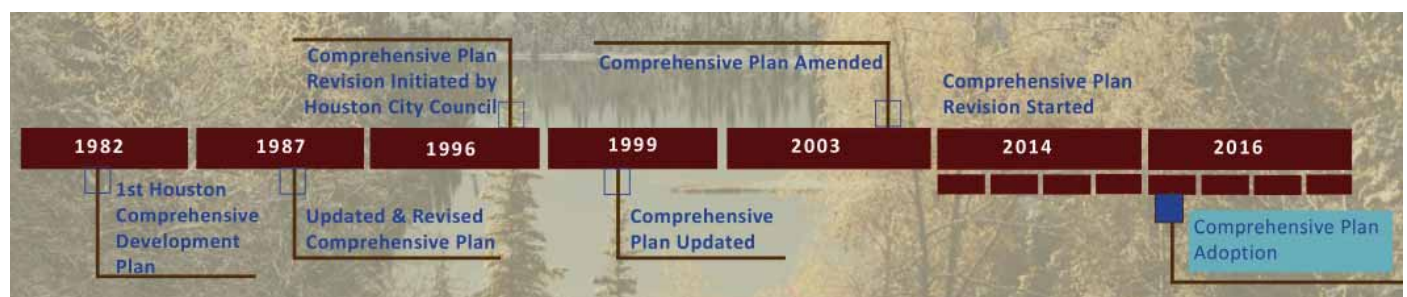 Comprehensive Plan
Revision Initiated by
Houston City Council
Comprehensive Plan Amended
Comprehensive Plan
Revision Started
1982
1987
1996
1999
2003
2014
2016
1st Houston
Comprehensive
Development
Plan
Updated & Revised
Comprehensive Plan
Comprehensive
Plan Updated
Comprehensive Plan
Adoption